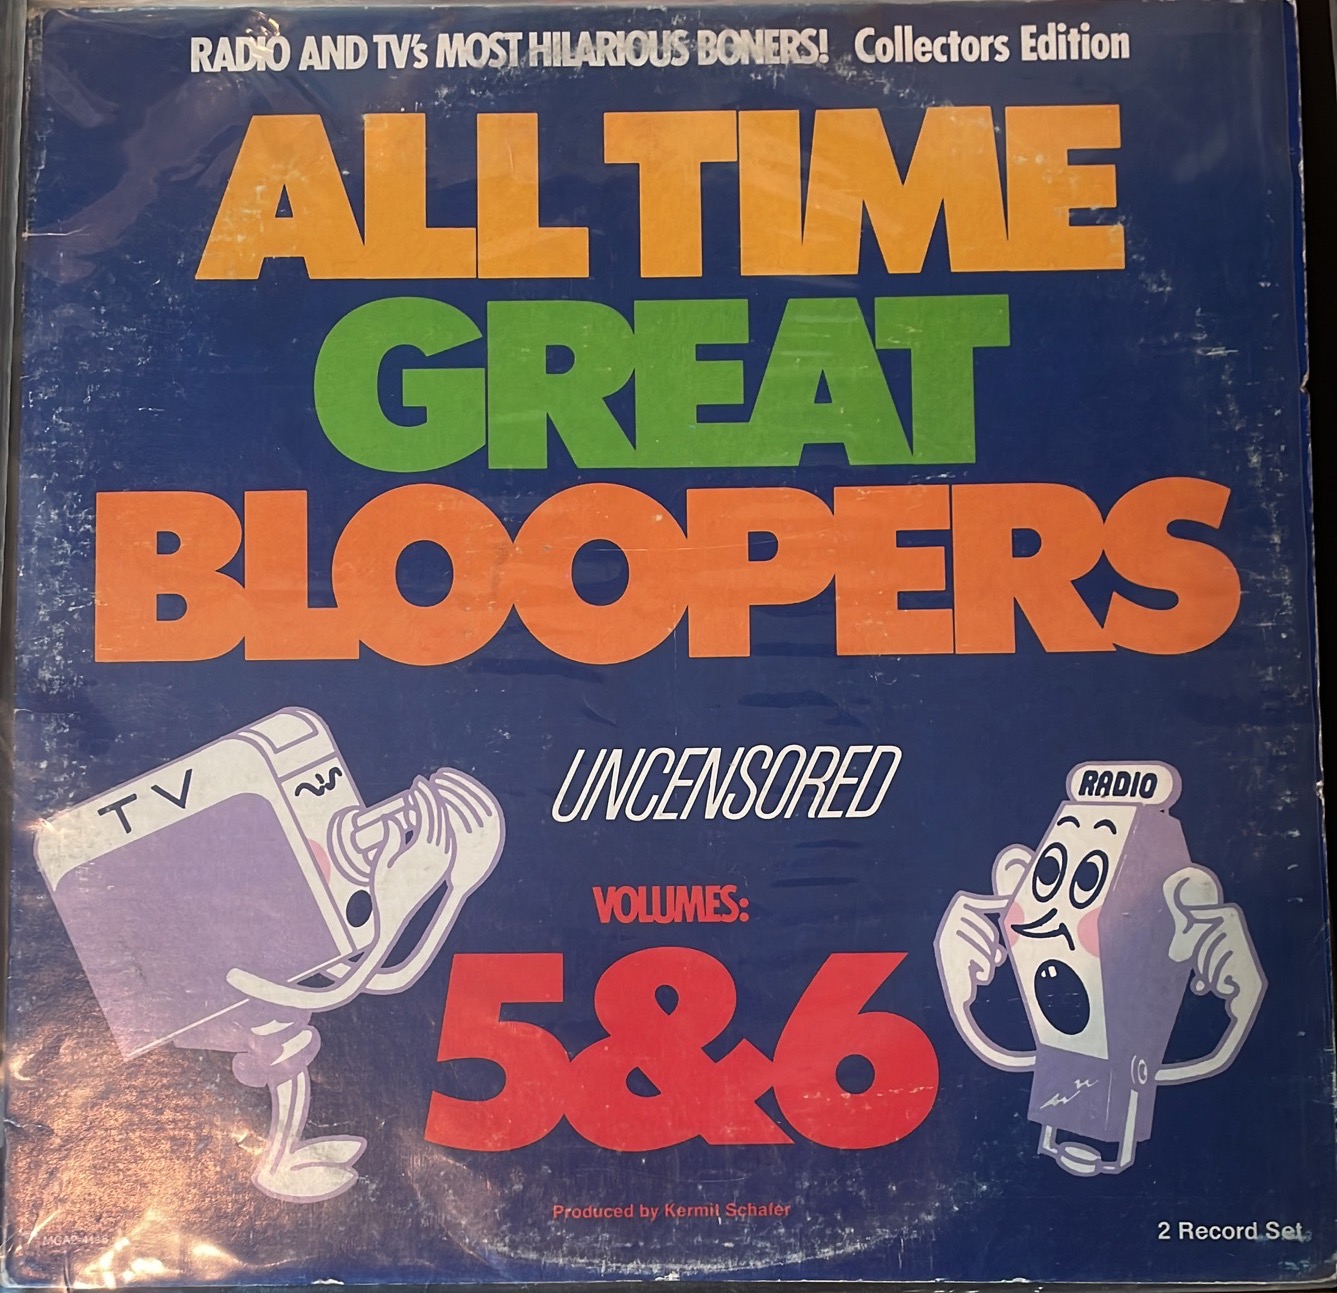 RADIO AND TV's MOST HILARIOUS BONERS! Collectors Edition
ALL TIME
GREAT
BLOOPERS
UNCENSORED
TV
RADIO
VOLUMES:
5&6
Produced by Kermit Schafer
2 Record Set